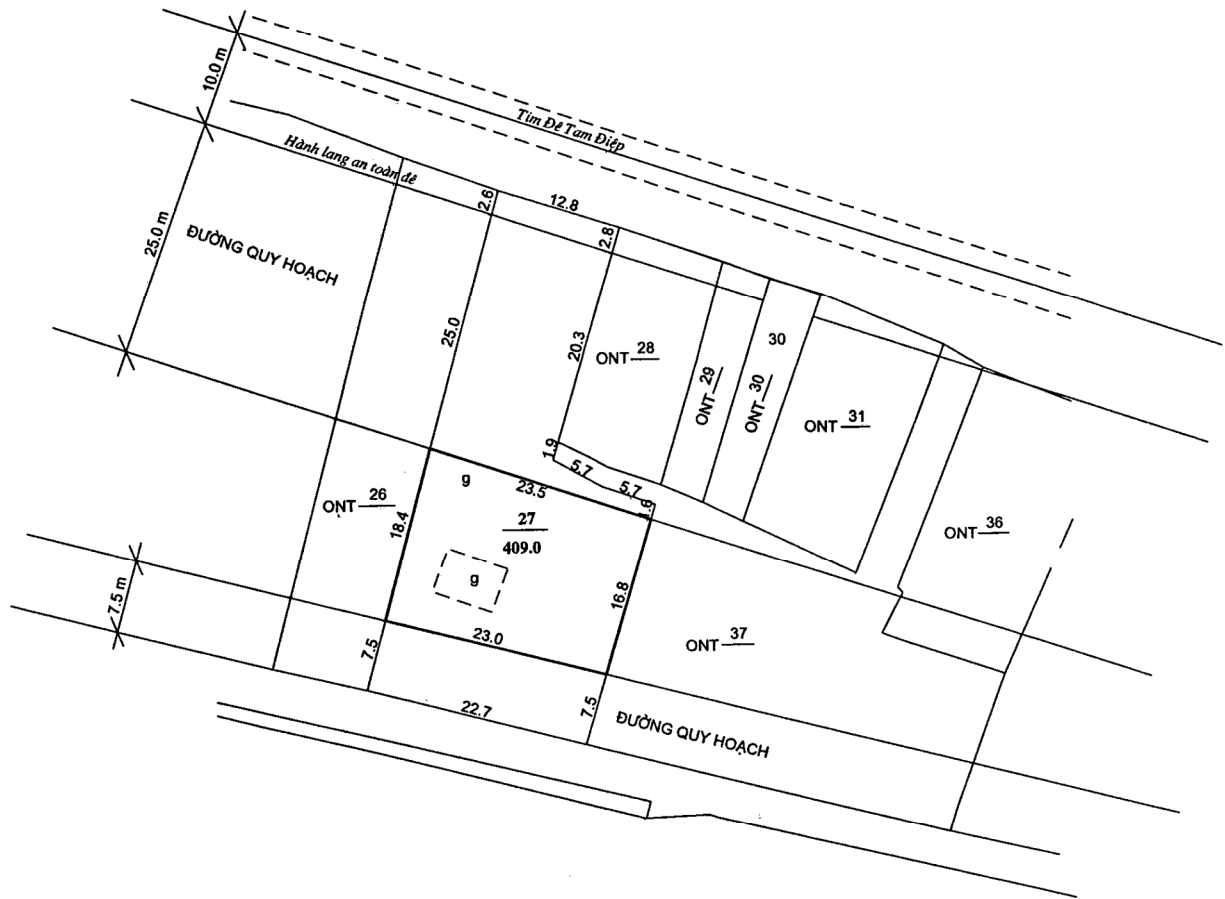 10.0 m
Tim Đê Tam Điệp
Hành lang an toàn đê
2.6
12.8
2.8
25.0 m
ĐƯỜNG QUY HOẠCH
25.0
20.3
ONT 28
ONT 29
30
ONT 30
ONT 31
1.9
5.7
5.7
1.6
g
23.5
ONT 26
18.4
27
409.0
ONT 36
g
16.8
7.5 m
23.0
ONT 37
7.5
22.7
7.5
ĐƯỜNG QUY HOẠCH